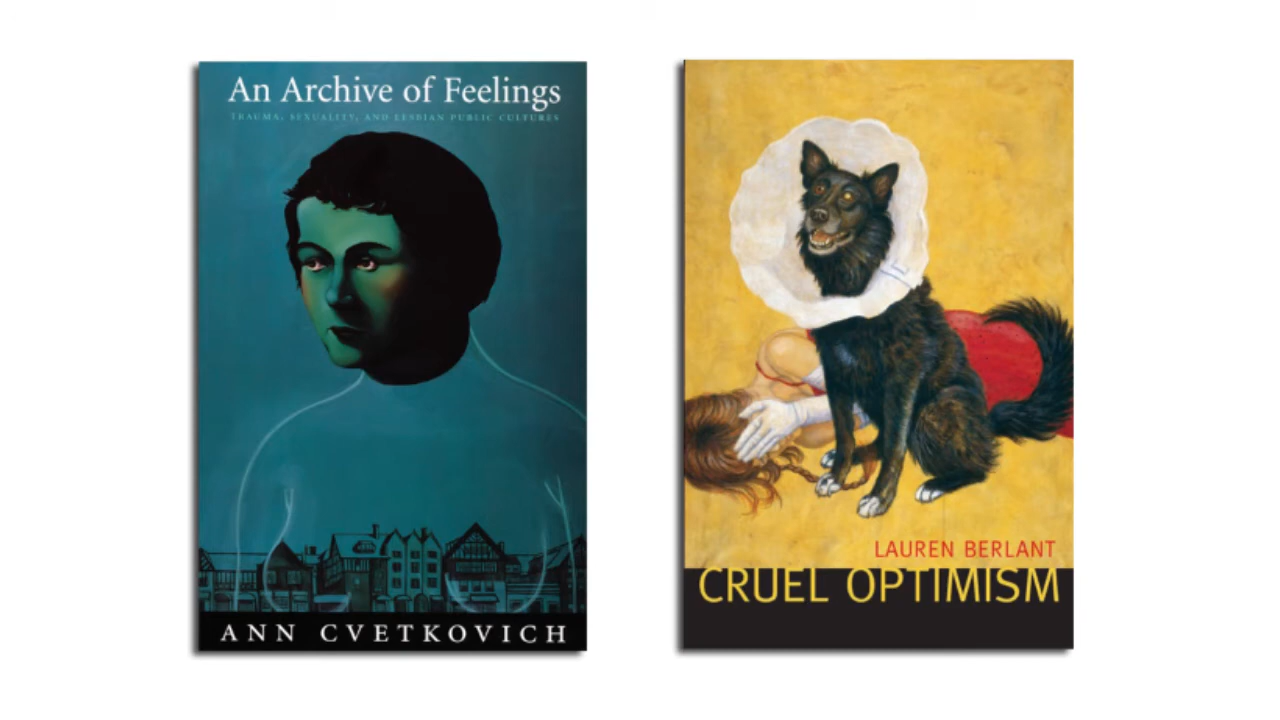 An Archive of Feelings
TRAUMA, SEXUALITY, AND LESBIAN PUBLIC CULTURES
ANN CVETKOVICH
LAUREN BERLANT
CRUEL OPTIMISM